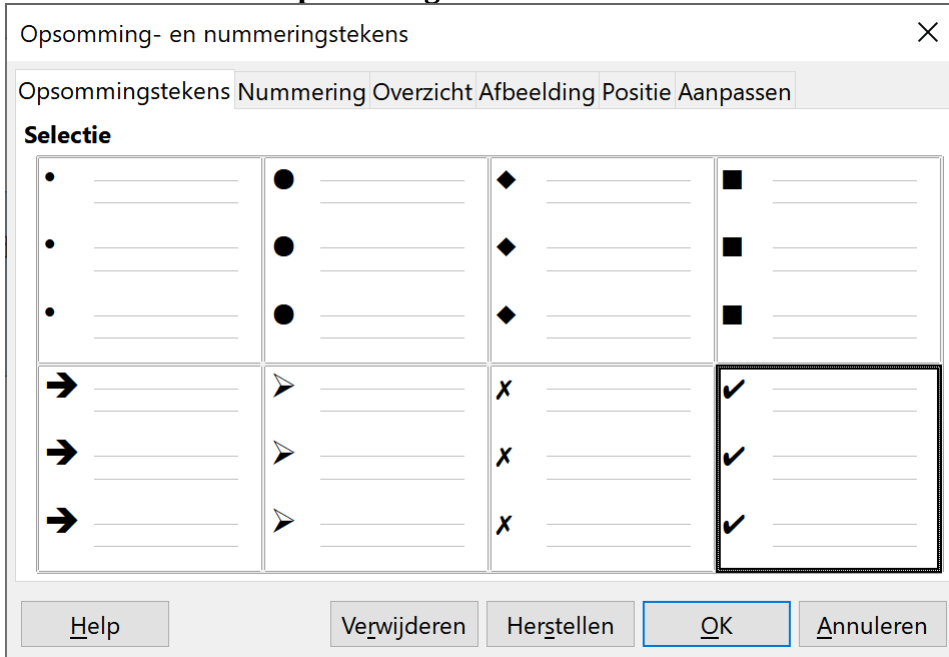 Opsomming- en nummeringstekens
Opsommingstekens Nummering Overzicht Afbeelding Positie Aanpassen
Selectie
Help Verwijderen Herstellen OK Annuleren